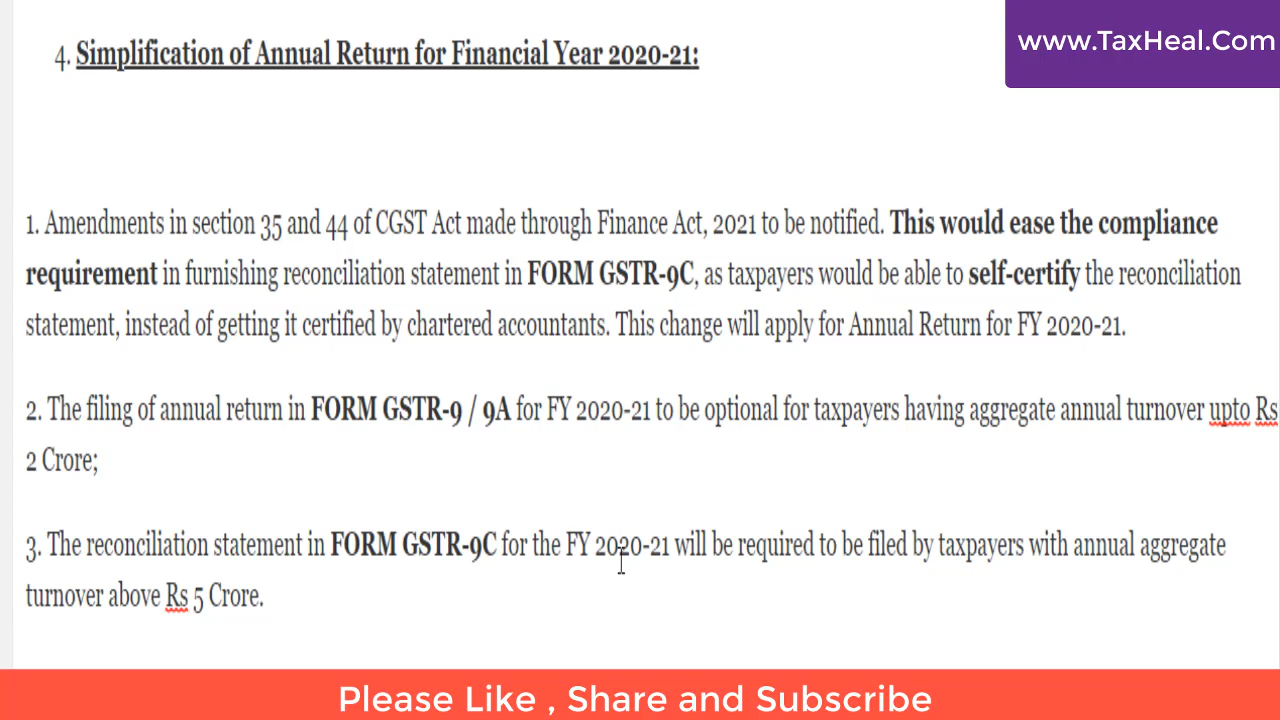 www.TaxHeal.Com
4. Simplification of Annual Return for Financial Year 2020-21:
1. Amendments in section 35 and 44 of CGST Act made through Finance Act, 2021 to be notified. This would ease the compliance
requirement in furnishing reconciliation statement in FORM GSTR-9C, as taxpayers would be able to self-certify the reconciliation
statement, instead of getting it certified by chartered accountants. This change will apply for Annual Return for FY 2020-21.
2. The filing of annual return in FORM GSTR-9 / 9A for FY 2020-21 to be optional for taxpayers having aggregate annual turnover upto Rs
2 Crore;
3. The reconciliation statement in FORM GSTR-9C for the FY 2020-21 will be required to be filed by taxpayers with annual aggregate
turnover above Rs 5 Crore.
Please Like , Share and Subscribe